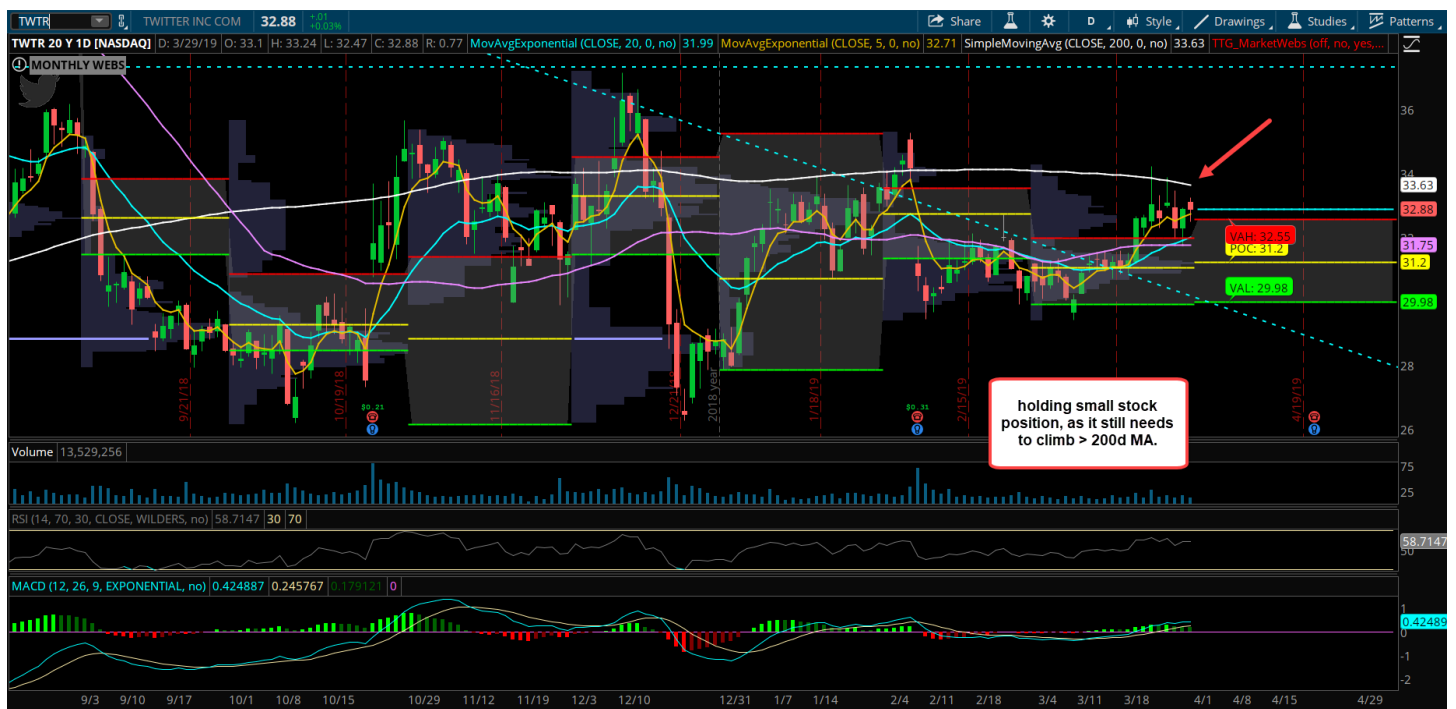 TWTR
TWITTER INC COM 32.88 +.01 +0.03%
Share D Style Drawings Studies Patterns
TWTR 20 Y 1D [NASDAQ] D: 3/29/19 O: 33.1 H: 33.24 L: 32.47 C: 32.88 R: 0.77 MovAvgExponential (CLOSE, 20, 0, no) 31.99 MovAvgExponential (CLOSE, 5, 0, no) 32.71 SimpleMovingAvg (CLOSE, 200, 0, no) 33.63 TTG_MarketWebs (off, no, yes,...
MONTHLY WEBS
36
34
33.63
32.88
32
VAH: 32.55
31.75
POC: 31.2
31.2
VAL: 29.98
29.98
28
26
9/21/18
10/19/18
11/16/18
12/21/18
2018 year
1/18/19
2/15/19
4/19/19
$0.21
$0.31
holding small stock
position, as it still needs
to climb > 200d MA.
Volume 13,529,256
75
25
RSI (14, 70, 30, CLOSE, WILDERS, no) 58.7147 30 70
58.7147
50
MACD (12, 26, 9, EXPONENTIAL, no) 0.424887 0.245767 0.179121 0
1
0.42489
0
-1
-2
9/3 9/10 9/17 10/1 10/8 10/15 10/29 11/12 11/19 12/3 12/10 12/31 1/7 1/14 2/4 2/11 2/18 3/4 3/11 3/18 4/1 4/8 4/15 4/29